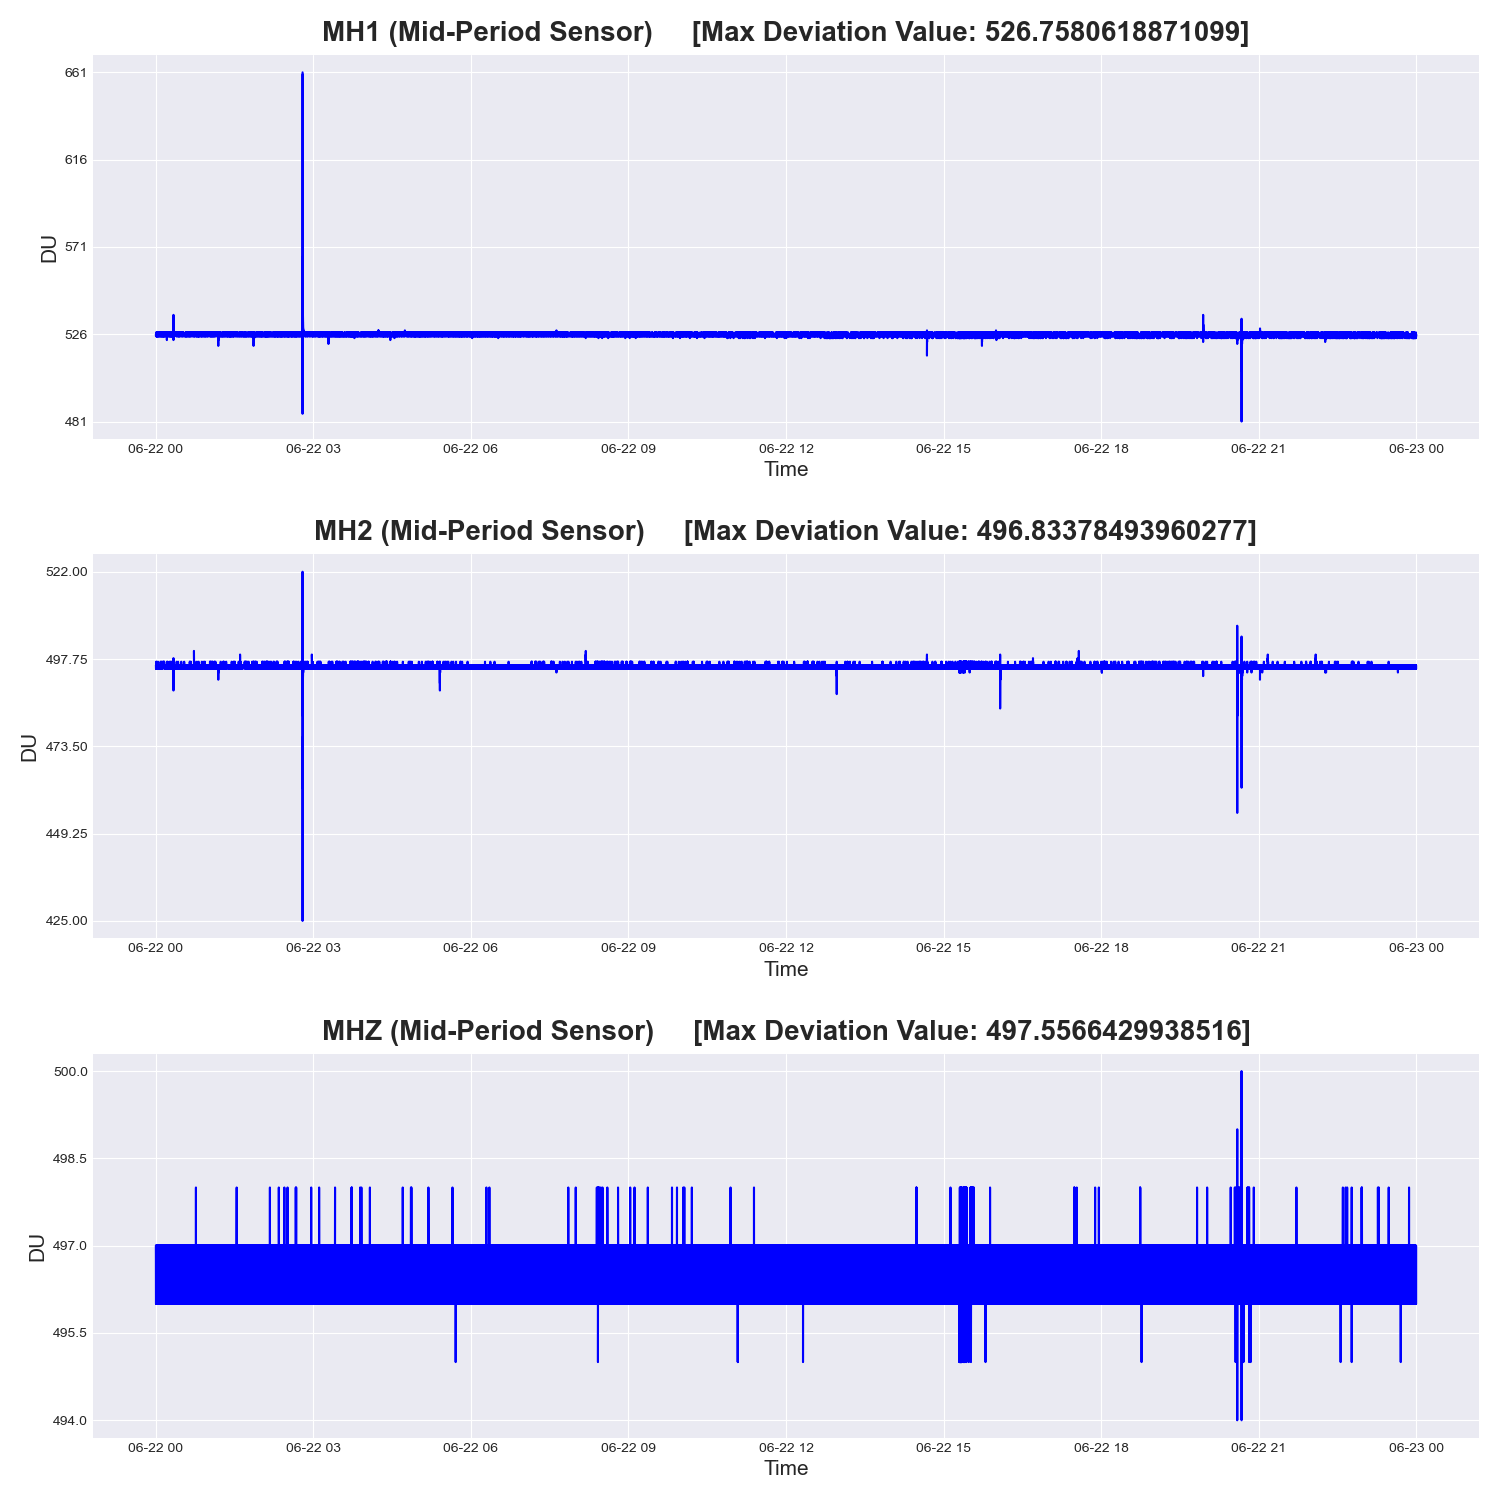 MH1 (Mid-Period Sensor) [Max Deviation Value: 526.7580618871099]
661
616
571
526
481
DU
06-22 00 06-22 03 06-22 06 06-22 09 06-22 12 06-22 15 06-22 18 06-22 21 06-23 00
Time
MH2 (Mid-Period Sensor) [Max Deviation Value: 496.83378493960277]
522.00
497.75
473.50
449.25
425.00
DU
06-22 00 06-22 03 06-22 06 06-22 09 06-22 12 06-22 15 06-22 18 06-22 21 06-23 00
Time
MHZ (Mid-Period Sensor) [Max Deviation Value: 497.5566429938516]
500.0
498.5
497.0
495.5
494.0
DU
06-22 00 06-22 03 06-22 06 06-22 09 06-22 12 06-22 15 06-22 18 06-22 21 06-23 00
Time